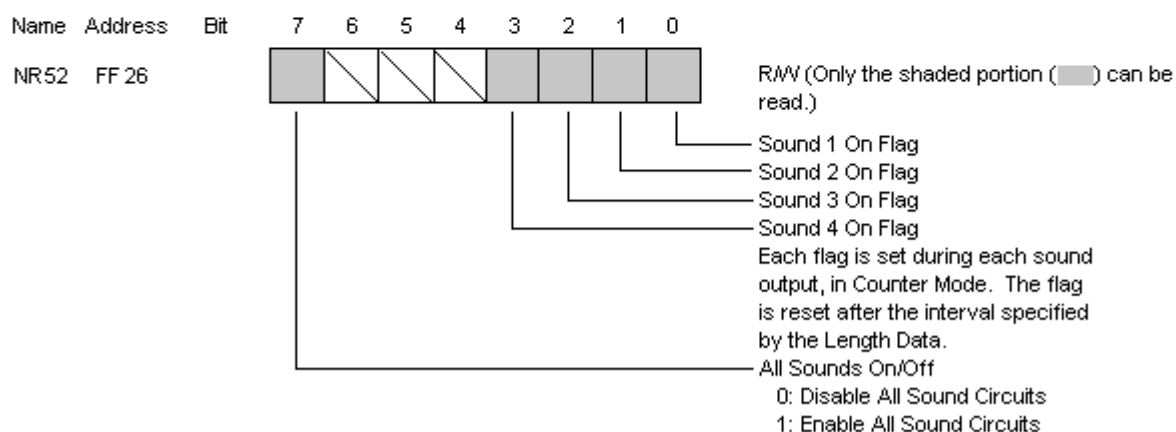 Name Address Bit 7 6 5 4 3 2 1 0
NR52 FF 26
R/W (Only the shaded portion ( ) can be
read.)
Sound 1 On Flag
Sound 2 On Flag
Sound 3 On Flag
Sound 4 On Flag
Each flag is set during each sound
output, in Counter Mode. The flag
is reset after the interval specified
by the Length Data.
All Sounds On/Off
0: Disable All Sound Circuits
1: Enable All Sound Circuits